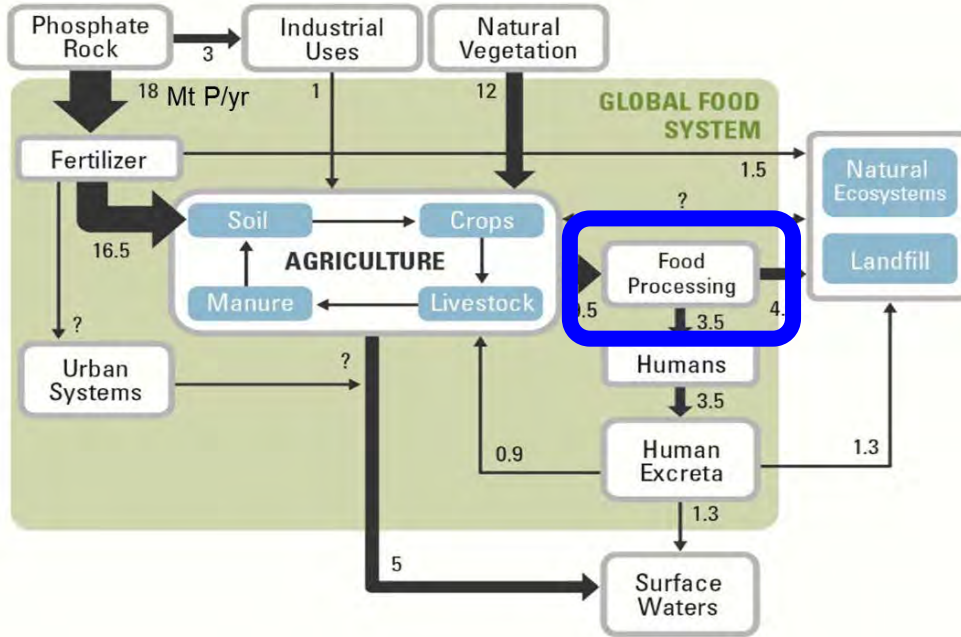 Phosphate
Rock
3
Industrial
Uses
Natural
Vegetation
18 Mt P/yr
1
12
GLOBAL FOOD
SYSTEM
Fertilizer
1.5
Natural
Ecosystems
Landfill
16.5
Soil
Crops
AGRICULTURE
Manure
Livestock
?
Food
Processing
3.5
Humans
3.5
?
Urban
Systems
?
0.9
Human
Excreta
1.3
1.3
5
Surface
Waters